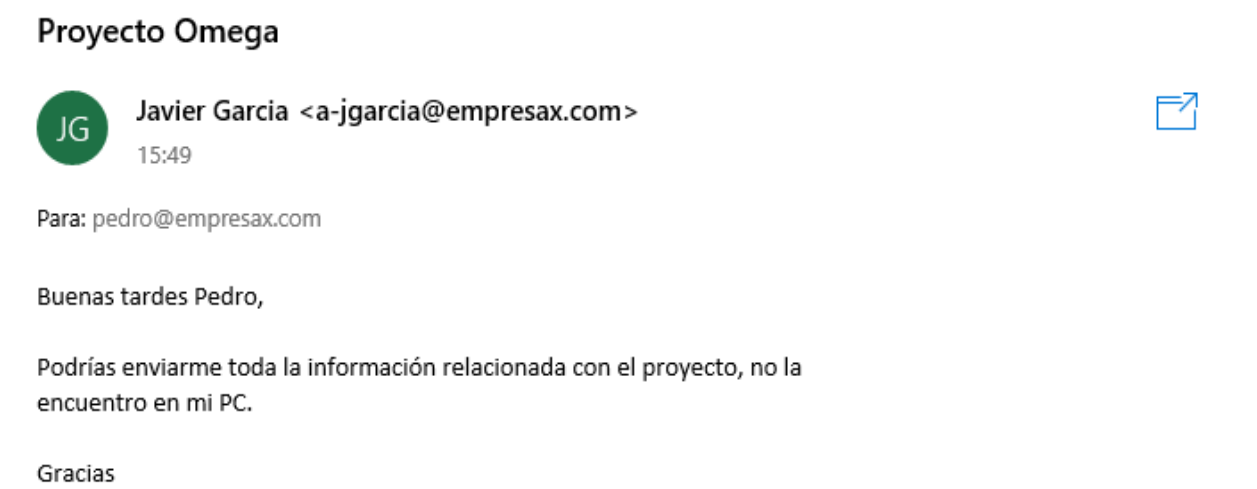 Proyecto Omega
JG
Javier Garcia <a-jgarcia@empresax.com>
15:49
Para: pedro@empresax.com
Buenas tardes Pedro,
Podrías enviarme toda la información relacionada con el proyecto, no la
encuentro en mi PC.
Gracias